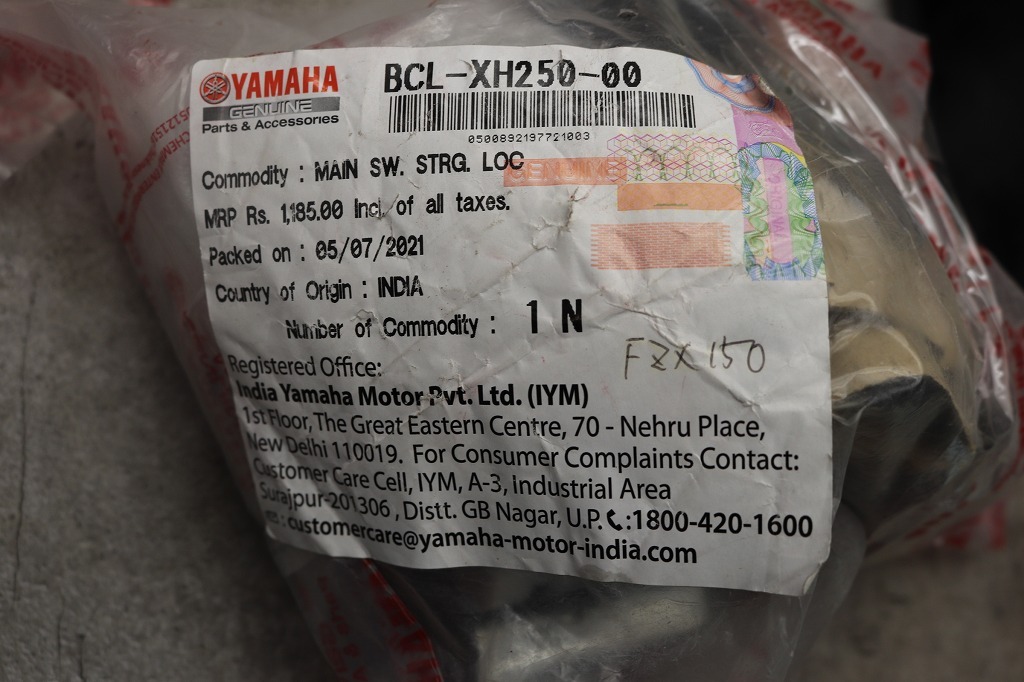 YAMAHA
GENUINE
Parts & Accessories
BCL-XH250-00
0500892197721003
Commodity : MAIN SW. STRG. LOC
GENUINE
MRP Rs. 1,185.00 Incl. of all taxes.
Packed on : 05/07/2021
Country of Origin : INDIA
Number of Commodity : 1 N
FZX 150
Registered Office:
India Yamaha Motor Pvt. Ltd. (IYM)
1st Floor, The Great Eastern Centre, 70 - Nehru Place,
New Delhi 110019. For Consumer Complaints Contact:
Customer Care Cell, IYM, A-3, Industrial Area
Surajpur-201306 , Distt. GB Nagar, U.P. :1800-420-1600
: customercare@yamaha-motor-india.com